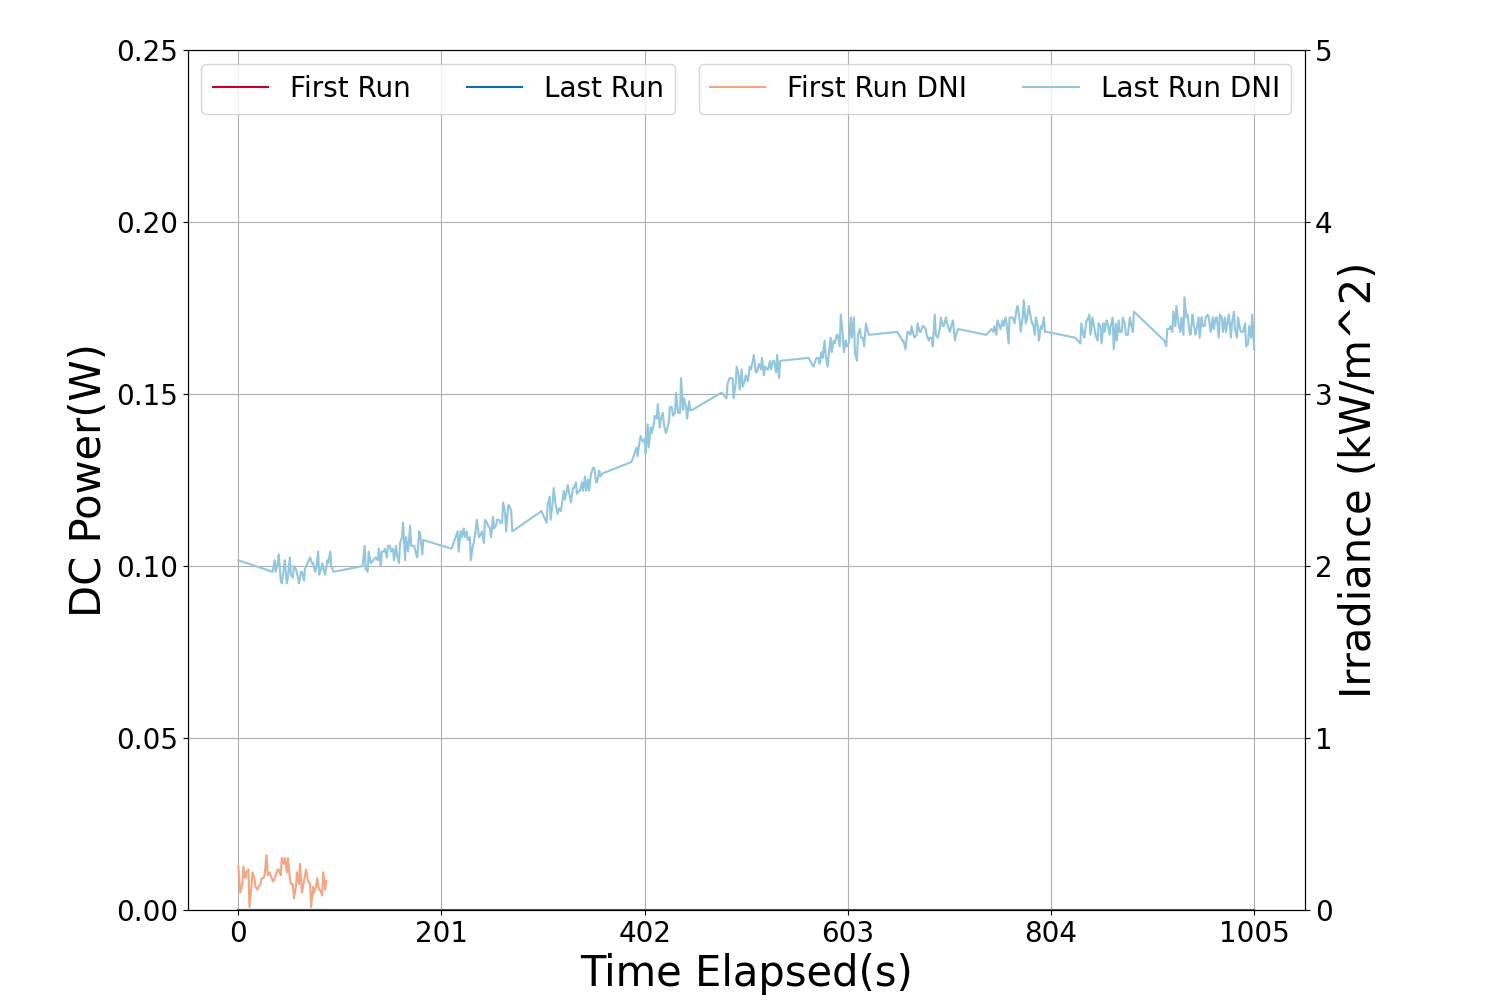 First Run Last Run First Run DNI Last Run DNI
0.25
0.20
0.15
0.10
0.05
0.00
DC Power(W)
5
4
3
2
1
0
Irradiance (kW/m^2)
0 201 402 603 804 1005
Time Elapsed(s)